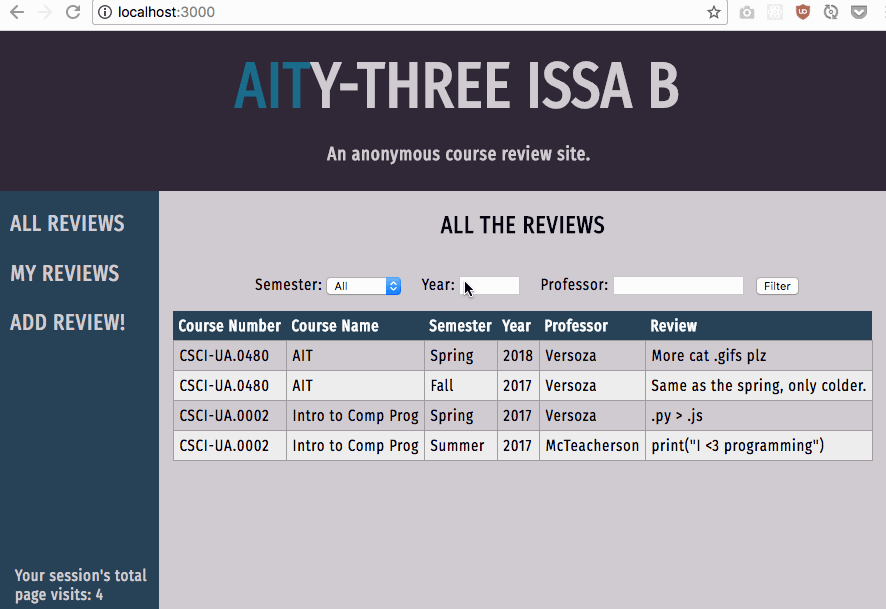 localhost:3000
AITY-THREE ISSA B
An anonymous course review site.
ALL REVIEWS
MY REVIEWS
ADD REVIEW!
Your session's total
page visits: 4
ALL THE REVIEWS
Semester: All Year: Professor: Filter
Course Number Course Name Semester Year Professor Review
CSCI-UA.0480 AIT Spring 2018 Versoza More cat .gifs plz
CSCI-UA.0480 AIT Fall 2017 Versoza Same as the spring, only colder.
CSCI-UA.0002 Intro to Comp Prog Spring 2017 Versoza .py > .js
CSCI-UA.0002 Intro to Comp Prog Summer 2017 McTeacherson print("I <3 programming")